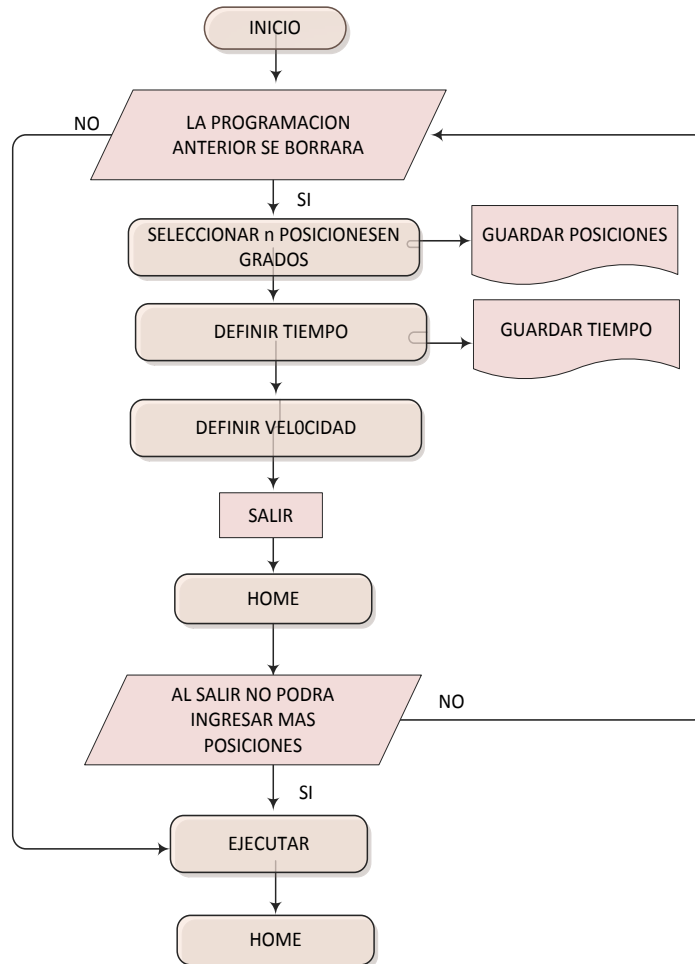 INICIO
NO
LA PROGRAMACION
ANTERIOR SE BORRARA
SI
SELECCIONAR n POSICIONESEN
GRADOS
GUARDAR POSICIONES
DEFINIR TIEMPO
GUARDAR TIEMPO
DEFINIR VEL0CIDAD
SALIR
HOME
AL SALIR NO PODRA
INGRESAR MAS
POSICIONES
NO
SI
EJECUTAR
HOME